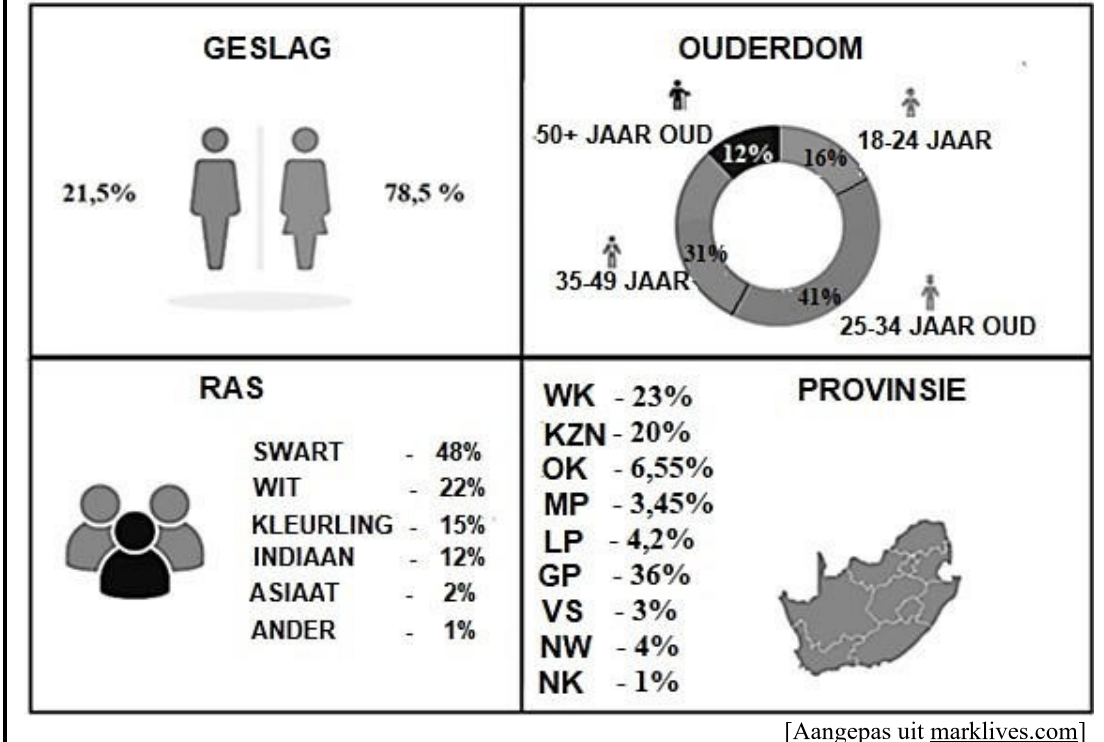 GESLAG
21,5%
78,5 %
OUDERDOM
50+ JAAR OUD
12%
16%
18-24 JAAR
31%
35-49 JAAR
41%
25-34 JAAR OUD
RAS
SWART - 48%
WIT - 22%
KLEURLING - 15%
INDIAAN - 12%
ASIAAT - 2%
ANDER - 1%
PROVINSIE
WK - 23%
KZN - 20%
OK - 6,55%
MP - 3,45%
LP - 4,2%
GP - 36%
VS - 3%
NW - 4%
NK - 1%
[Aangepas uit marklives.com]